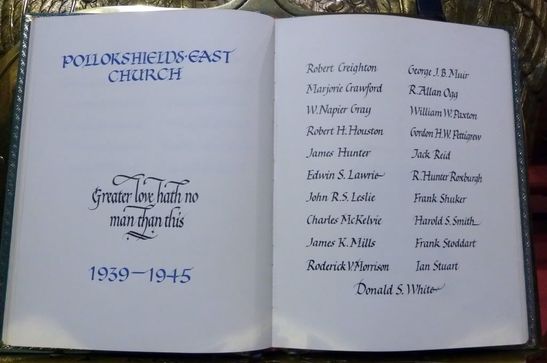 POLLOKSHIELDS·EAST
CHURCH
Greater love hath no
man than this
1939–1945
Robert Creighton
Marjorie Crawford
W. Napier Gray
Robert H. Houston
James Hunter
Edwin S. Lawrie
John R.S. Leslie
Charles McKelvie
James K. Mills
Roderick V. Morrison
George J.B. Muir
R. Allan Ogg
William W. Paxton
Gordon H.W. Pettigrew
Jack Reid
R. Hunter Roxburgh
Frank Shuker
Harold S. Smith
Frank Stoddart
Ian Stuart
Donald S. White